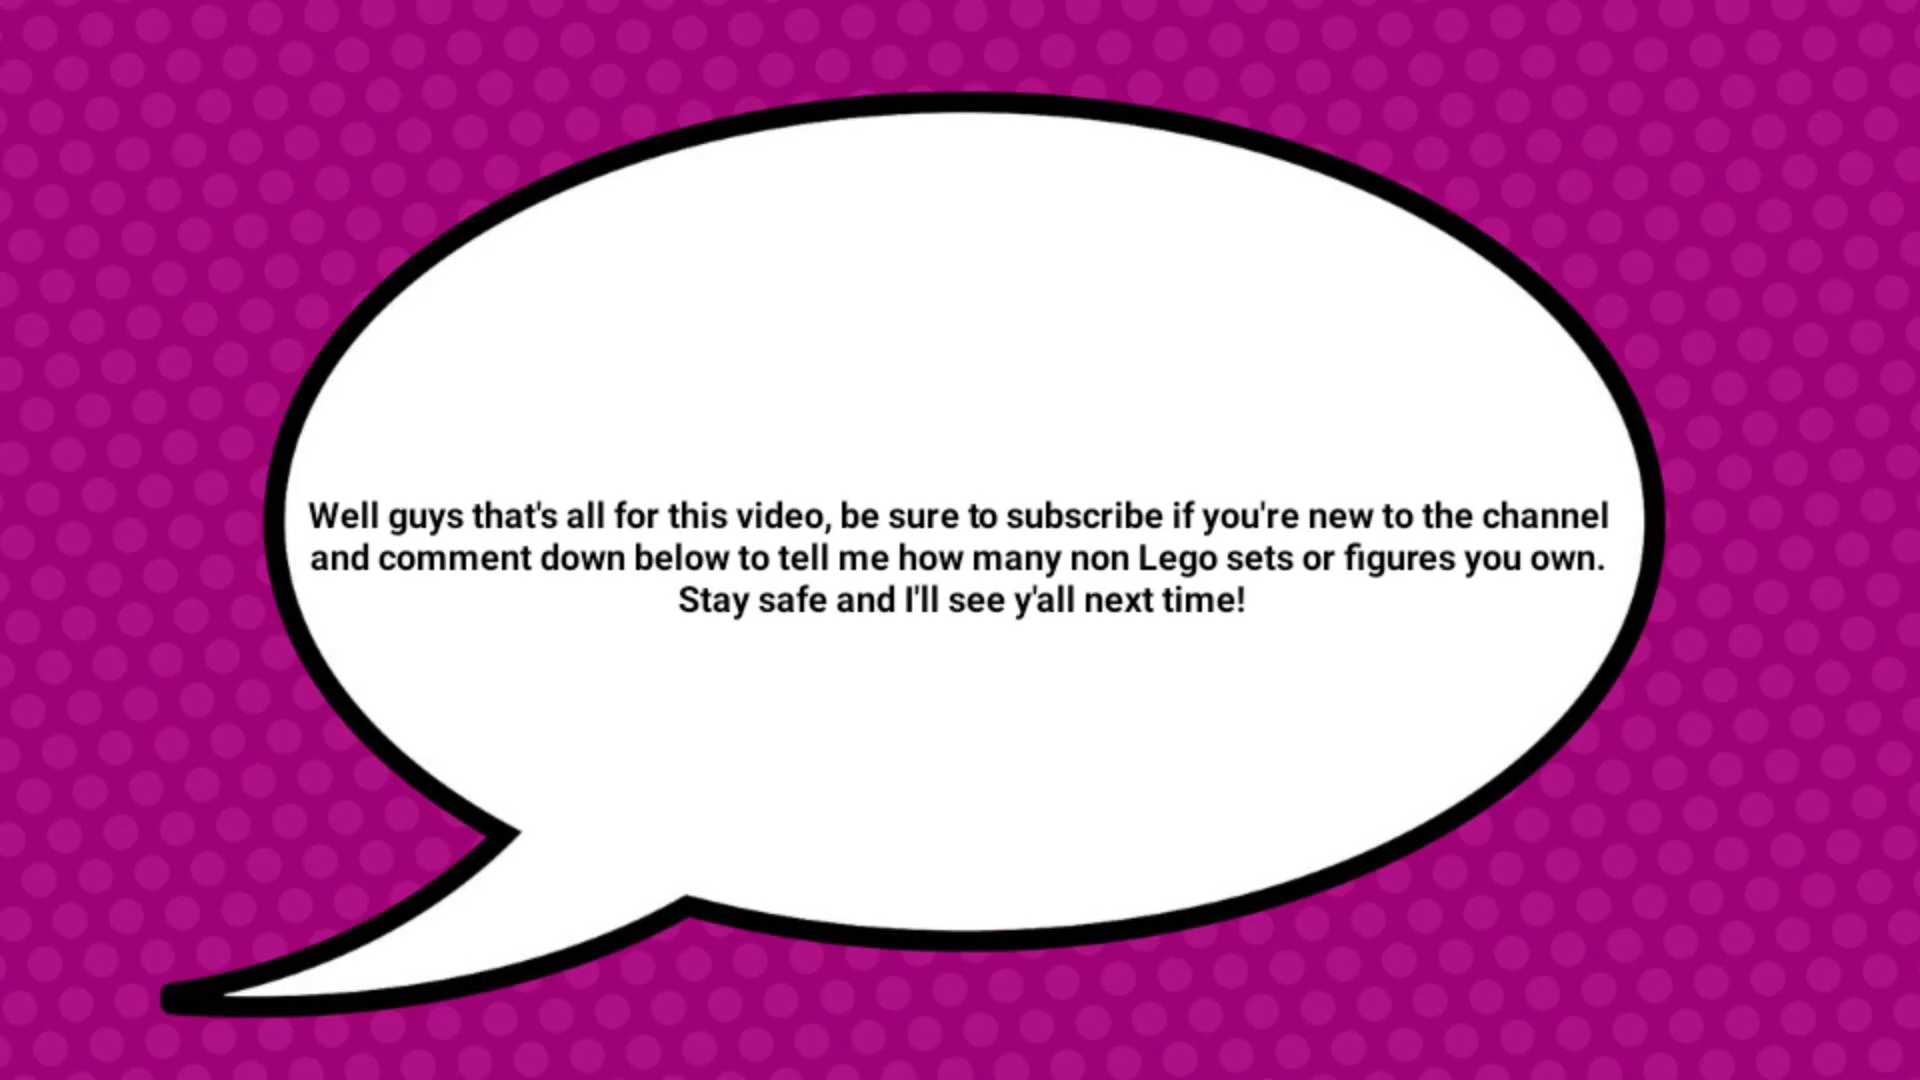 Well guys that's all for this video, be sure to subscribe if you're new to the channel
and comment down below to tell me how many non Lego sets or figures you own.
Stay safe and I'll see y'all next time!